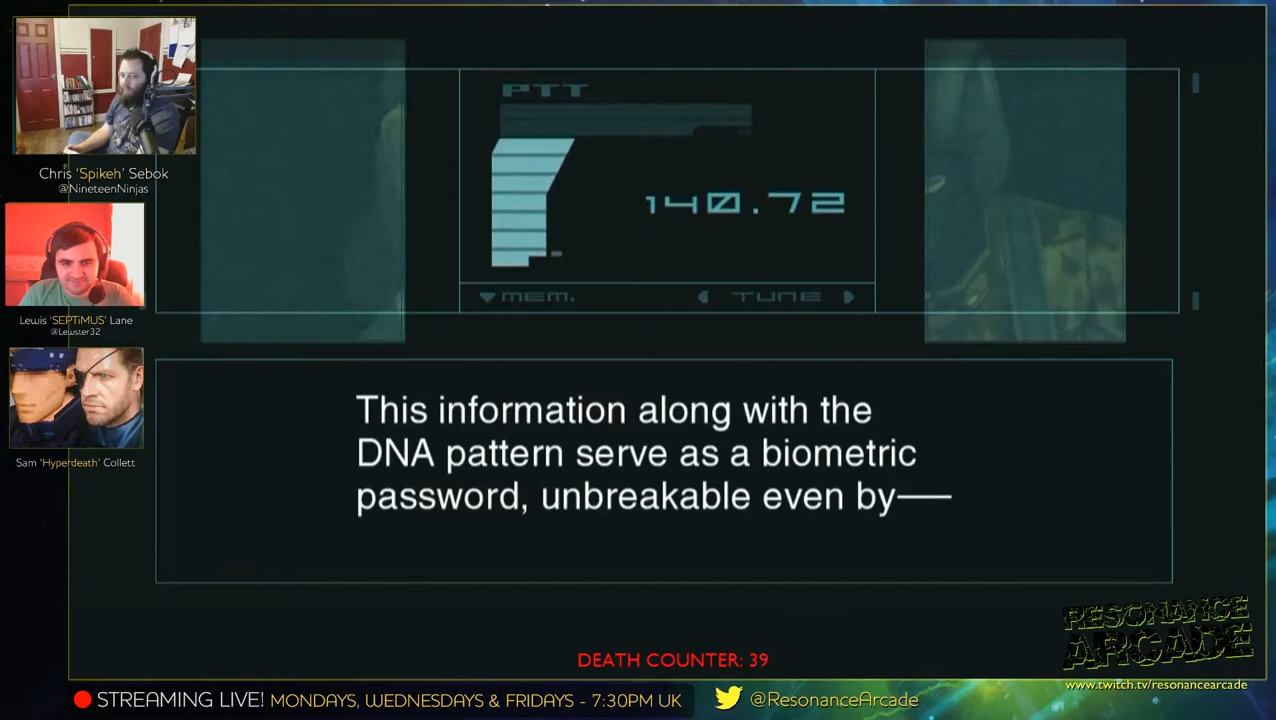 Chris 'Spikeh' Sebok
@NineteenNinjas
Lewis 'SEPTiMUS' Lane
@Lewster32
Sam 'Hyperdeath' Collett
PTT
140.72
MEM.
TUNE
This information along with the
DNA pattern serve as a biometric
password, unbreakable even by——
DEATH COUNTER: 39
RESONANCE
ARCADE
www.twitch.tv/resonancearcade
STREAMING LIVE! MONDAYS, WEDNESDAYS & FRIDAYS - 7:30PM UK
@ResonanceArcade